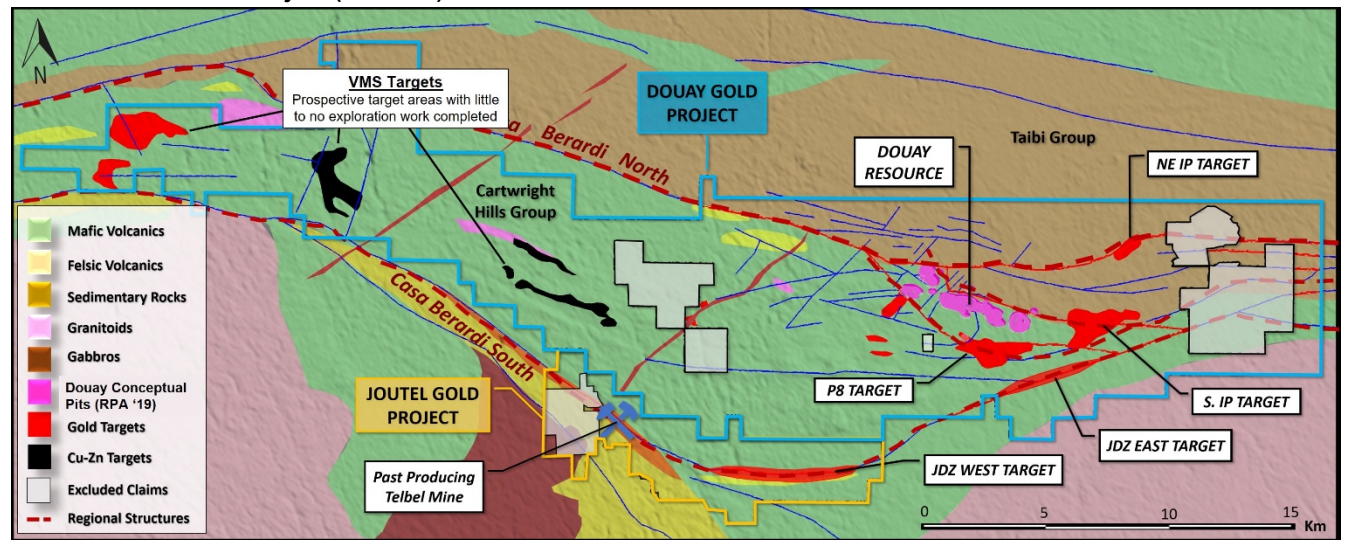 N
VMS Targets
Prospective target areas with little
to no exploration work completed
DOUAY GOLD
PROJECT
Taibi Group
DOUAY
RESOURCE
NE IP TARGET
a Berardi North
Cartwright
Hills Group
Casa Berardi South
Mafic Volcanics
Felsic Volcanics
Sedimentary Rocks
Granitoids
Gabbros
Douay Conceptual
Pits (RPA ‘19)
Gold Targets
Cu-Zn Targets
Excluded Claims
Regional Structures
JOUTEL GOLD
PROJECT
Past Producing
Telbel Mine
P8 TARGET
S. IP TARGET
JDZ EAST TARGET
JDZ WEST TARGET
0 5 10 15
Km